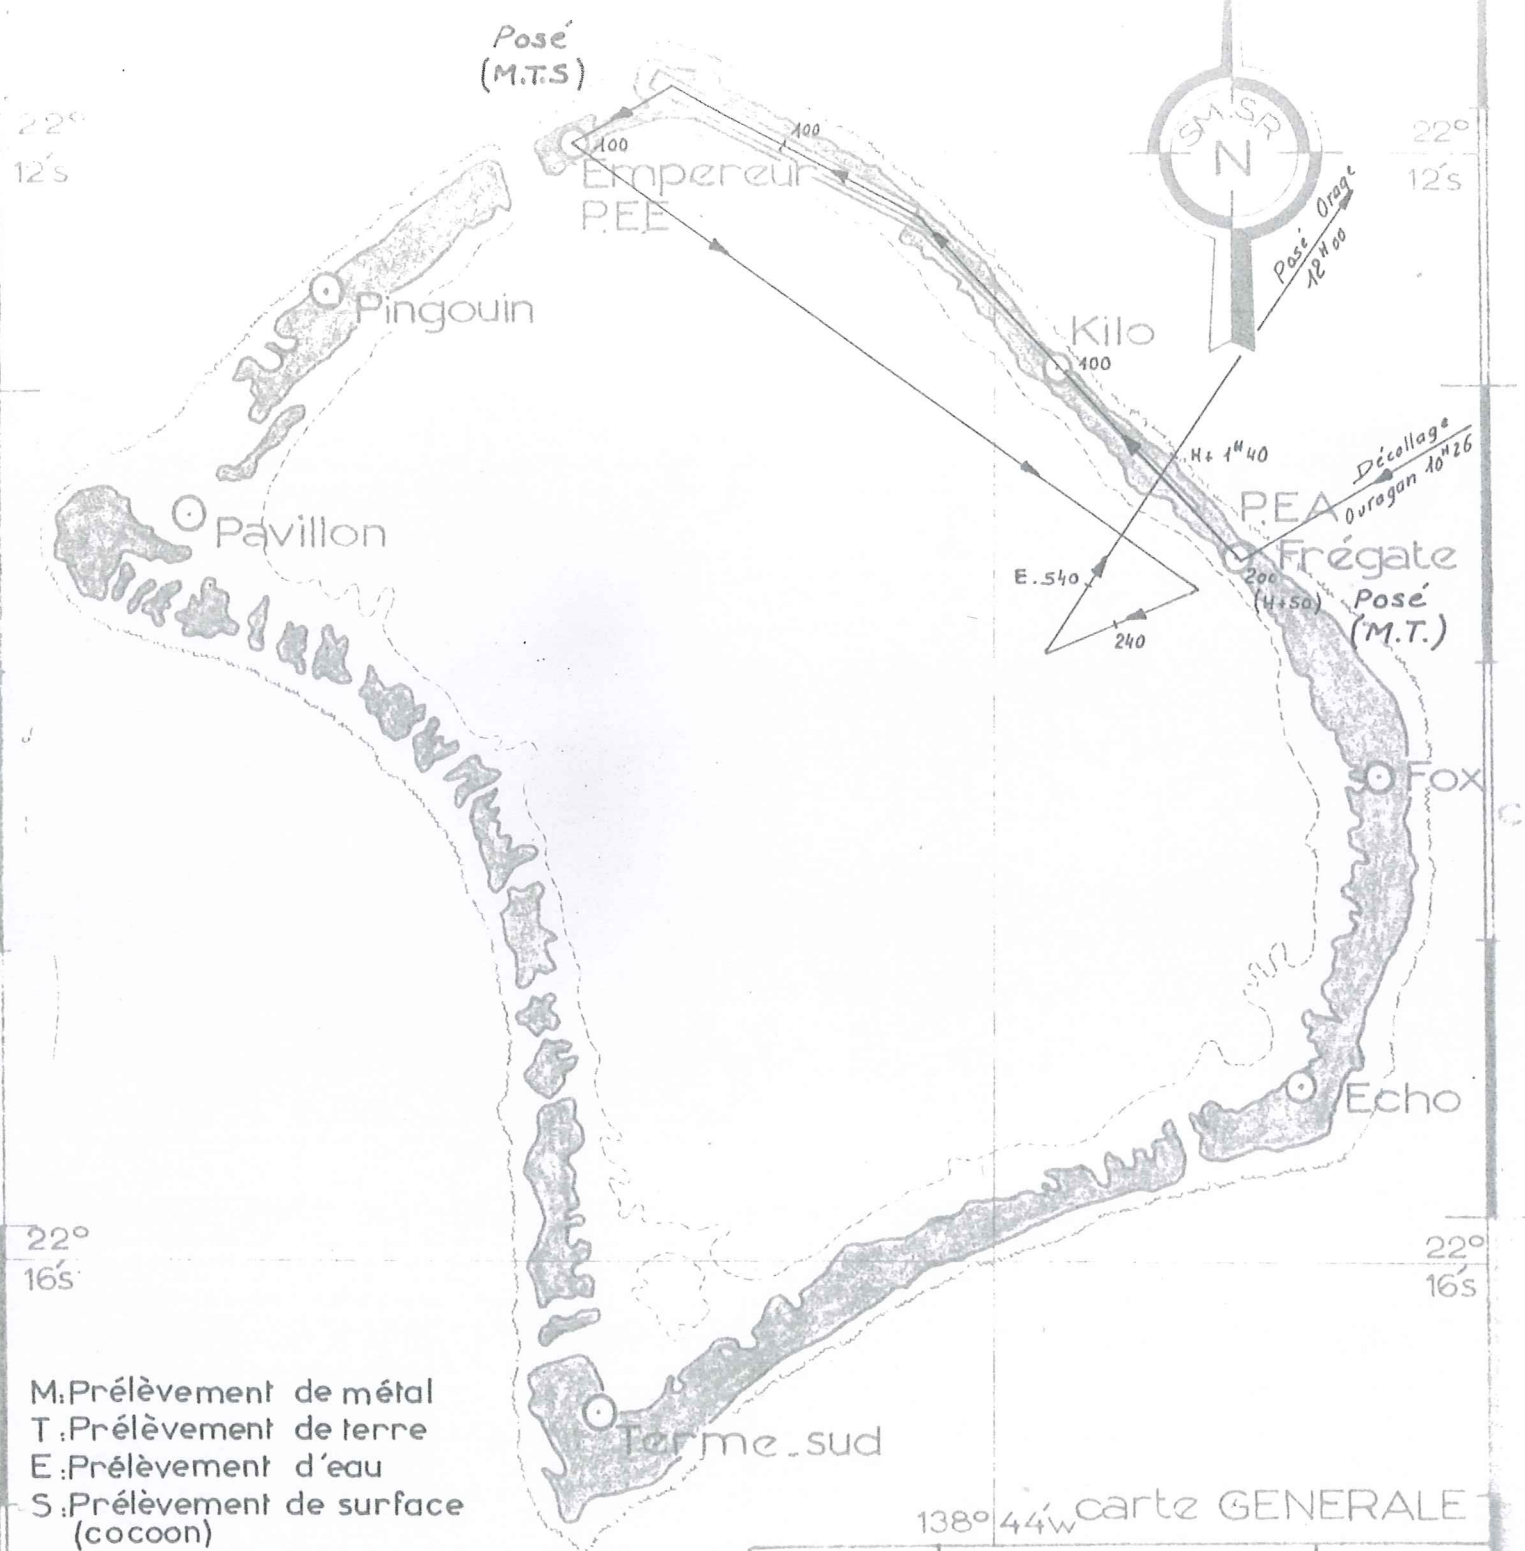 Posé
(M.T.S)
22°
12's
100
Empereur
P.E.E
100
SM.SR
N
22°
12's
Posé Orage
12H00
Pingouin
Kilo
100
H+ 1H40
Décollage
Ouragan 10H26
Pavillon
P.E.A
Frégate
200
(H+50)
Posé
(M.T.)
E.540
240
Fox
Echo
22°
16's
22°
16's
Terme-sud
M:Prélèvement de métal
T:Prélèvement de terre
E:Prélèvement d'eau
S:Prélèvement de surface
(cocoon)
138° 44'w
carte GENERALE